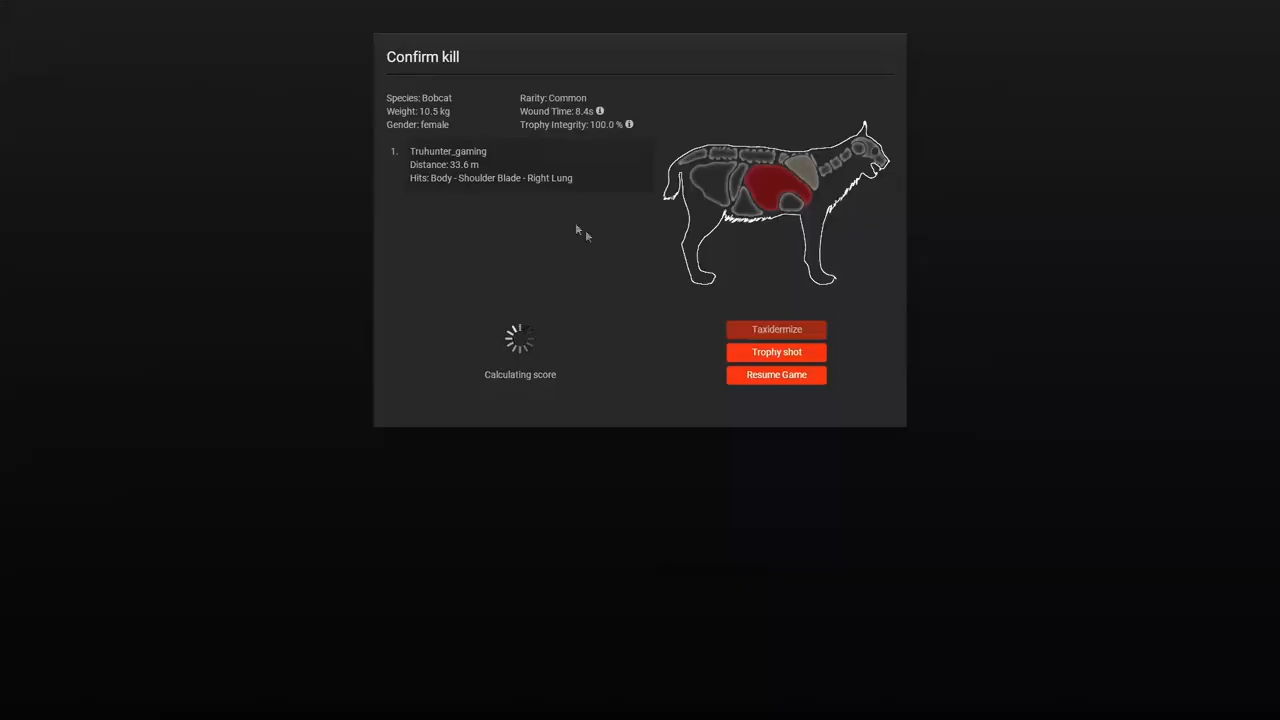 Confirm kill
Species: Bobcat
Weight: 10.5 kg
Gender: female
Rarity: Common
Wound Time: 8.4s
Trophy Integrity: 100.0 %
1. Truhunter_gaming
Distance: 33.6 m
Hits: Body - Shoulder Blade - Right Lung
Calculating score
Taxidermize
Trophy shot
Resume Game